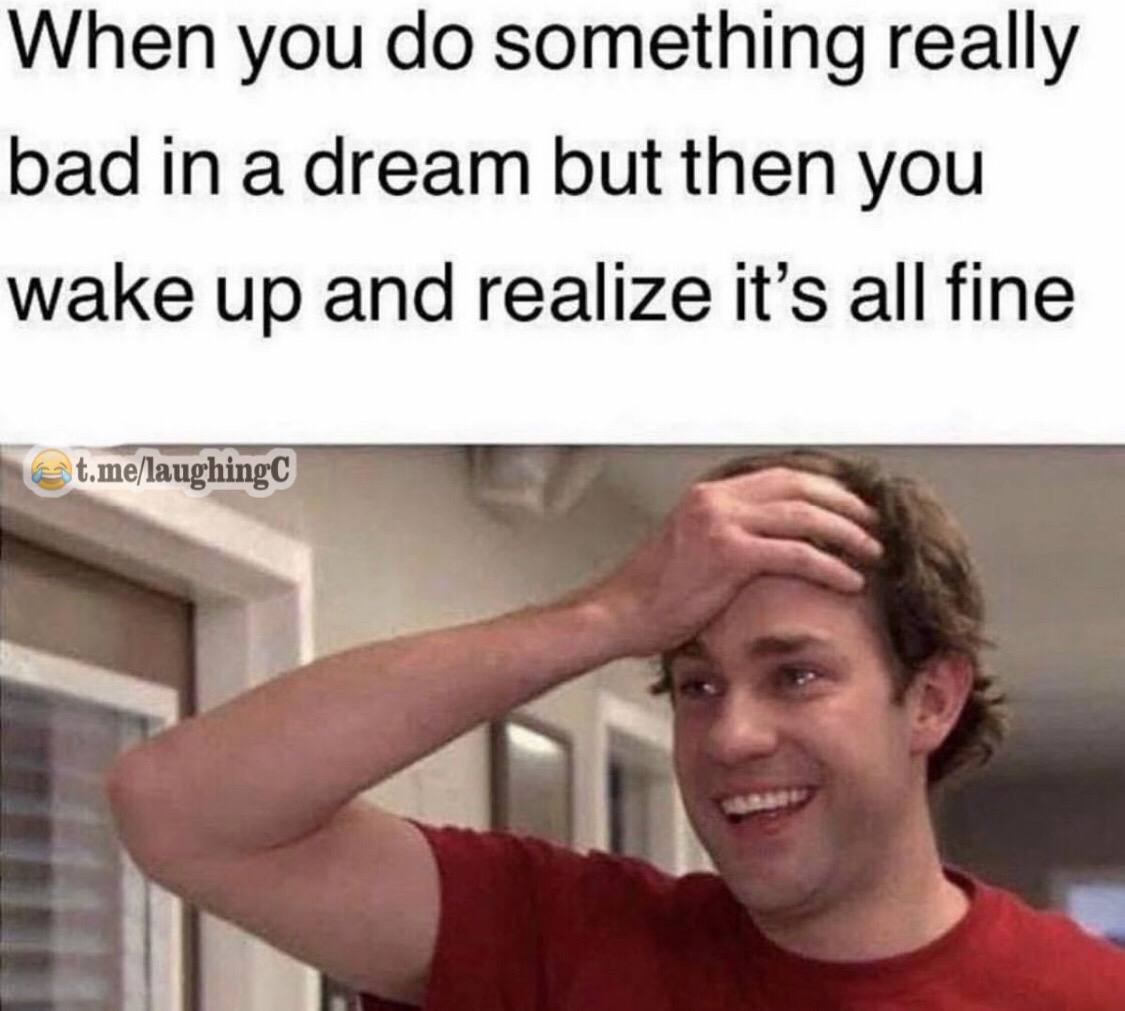 When you do something really
bad in a dream but then you
wake up and realize it's all fine
t.me/laughingC